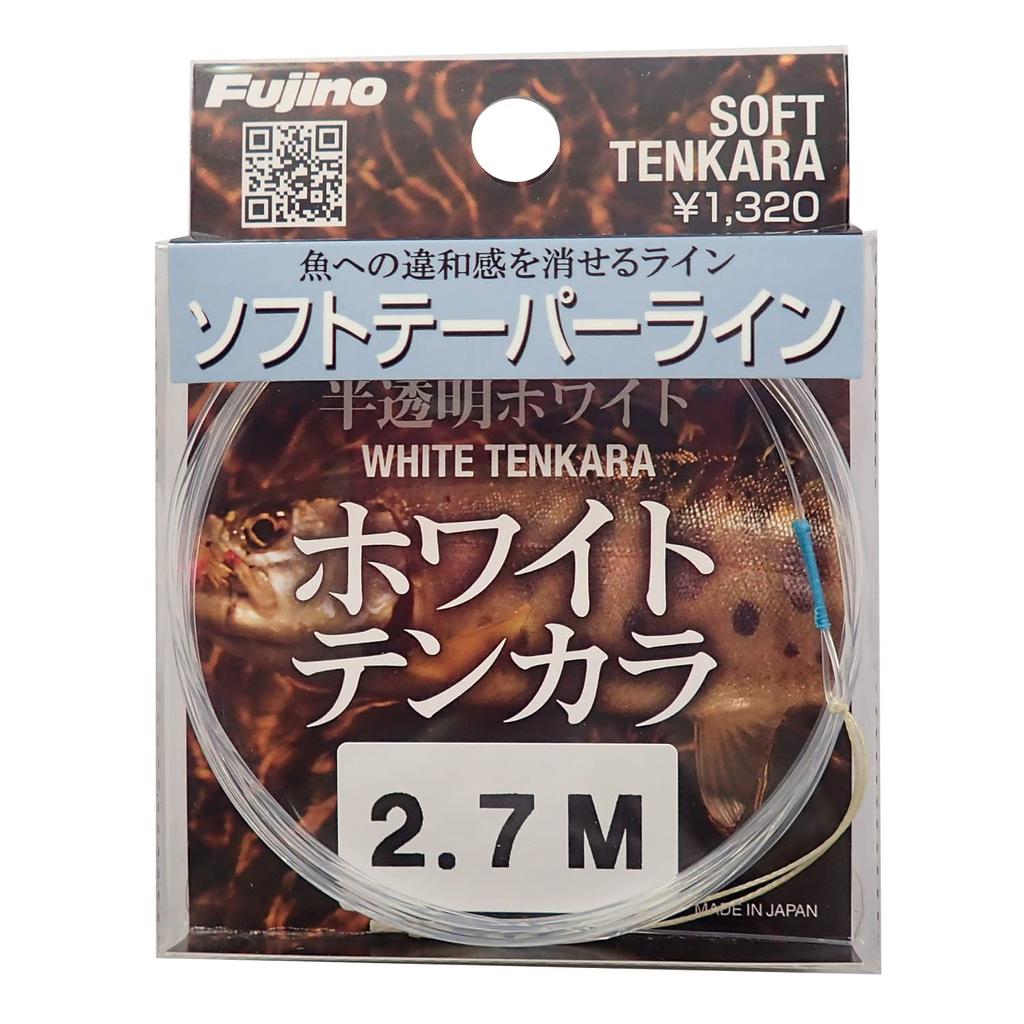 Fujino
SOFT
TENKARA
¥1,320
魚への違和感を消せるライン
ソフトテーパーライン
半透明ホワイト
WHITE TENKARA
ホワイト
テンカラ
2.7M
MADE IN JAPAN